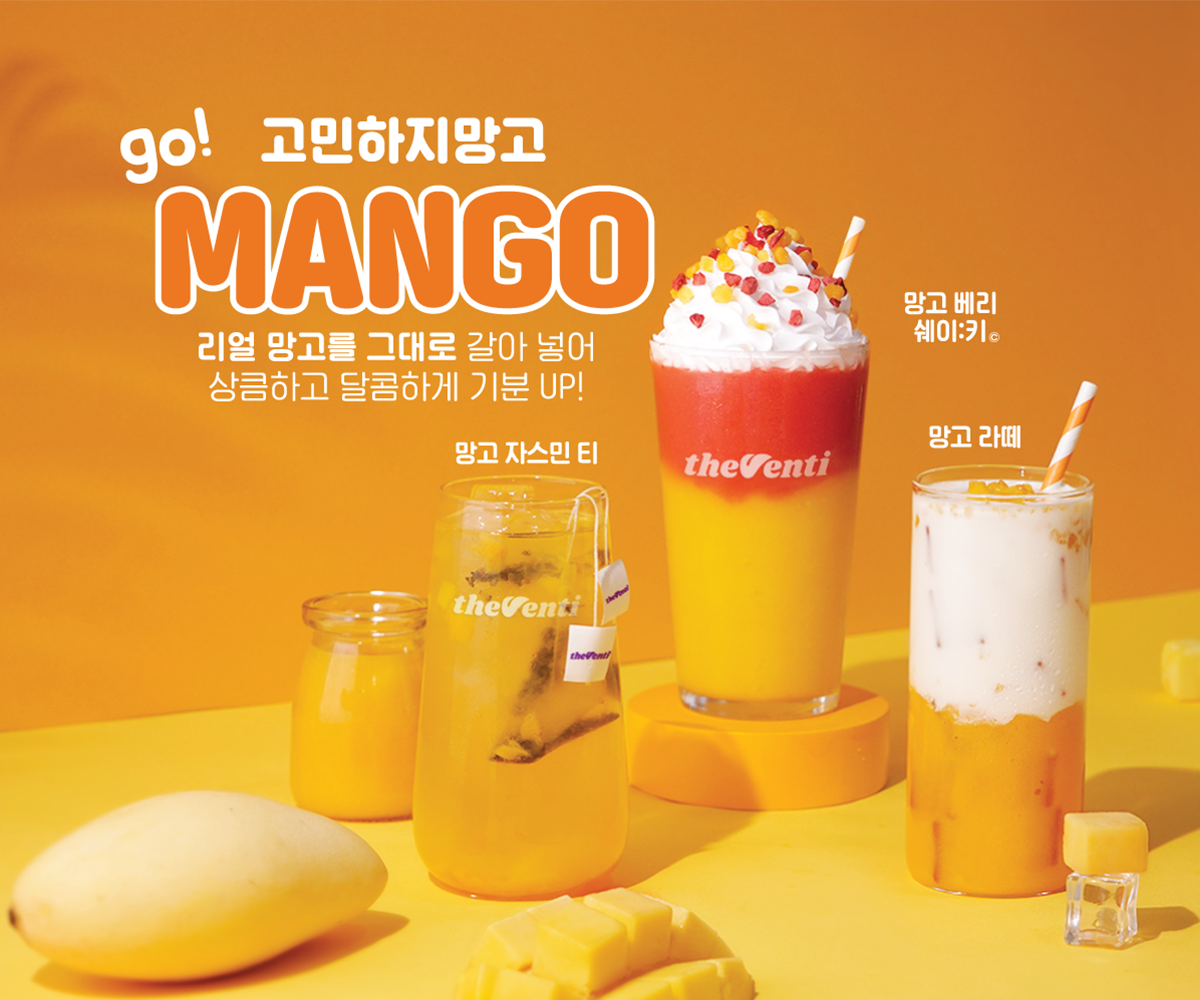 go! 고민하지망고
MANGO
리얼 망고를 그대로 갈아 넣어
상큼하고 달콤하게 기분 UP!
망고 베리
쉐이:키©
망고 라떼
망고 자스민 티
theVenti
theVenti
theVenti
theVenti